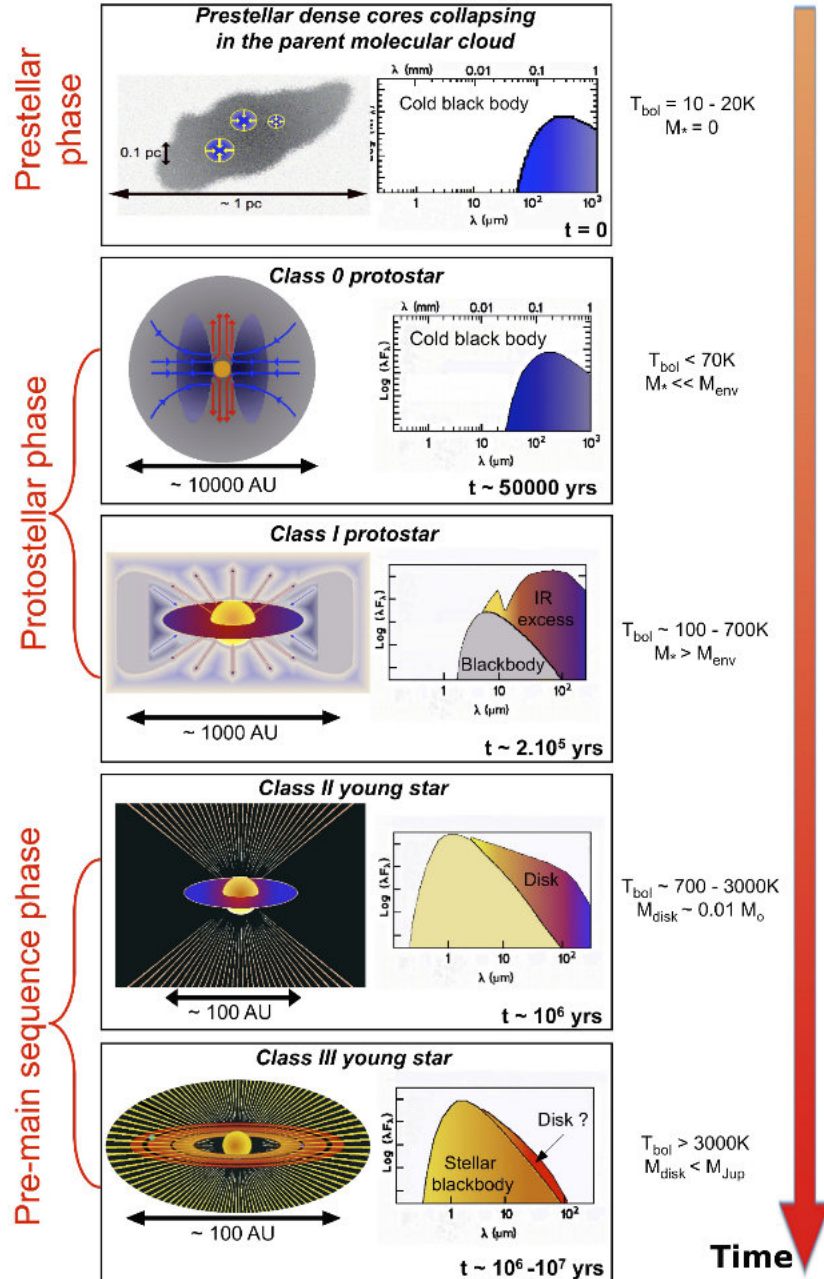 Prestellar phase
Prestellar dense cores collapsing
in the parent molecular cloud
0.1 pc
~ 1 pc
λ (mm) 0.01 0.1 1
Cold black body
Log (λFλ)
1 10 10² 10³
λ (μm)
t = 0
T_bol = 10 - 20K
M_* = 0
Protostellar phase
Class 0 protostar
~ 10000 AU
λ (mm) 0.01 0.1 1
Cold black body
Log (λFλ)
1 10 10² 10³
λ (μm)
t ~ 50000 yrs
T_bol < 70K
M_* << M_env
Class I protostar
~ 1000 AU
Log (λFλ)
IR
excess
Blackbody
1 10 10²
λ (μm)
t ~ 2.10⁵ yrs
T_bol ~ 100 - 700K
M_* > M_env
Pre-main sequence phase
Class II young star
~ 100 AU
Log (λFλ)
Disk
1 10 10²
λ (μm)
t ~ 10⁶ yrs
T_bol ~ 700 - 3000K
M_disk ~ 0.01 M_o
Class III young star
~ 100 AU
Log (λFλ)
Disk ?
Stellar
blackbody
1 10 10²
λ (μm)
t ~ 10⁶ -10⁷ yrs
T_bol > 3000K
M_disk < M_Jup
Time